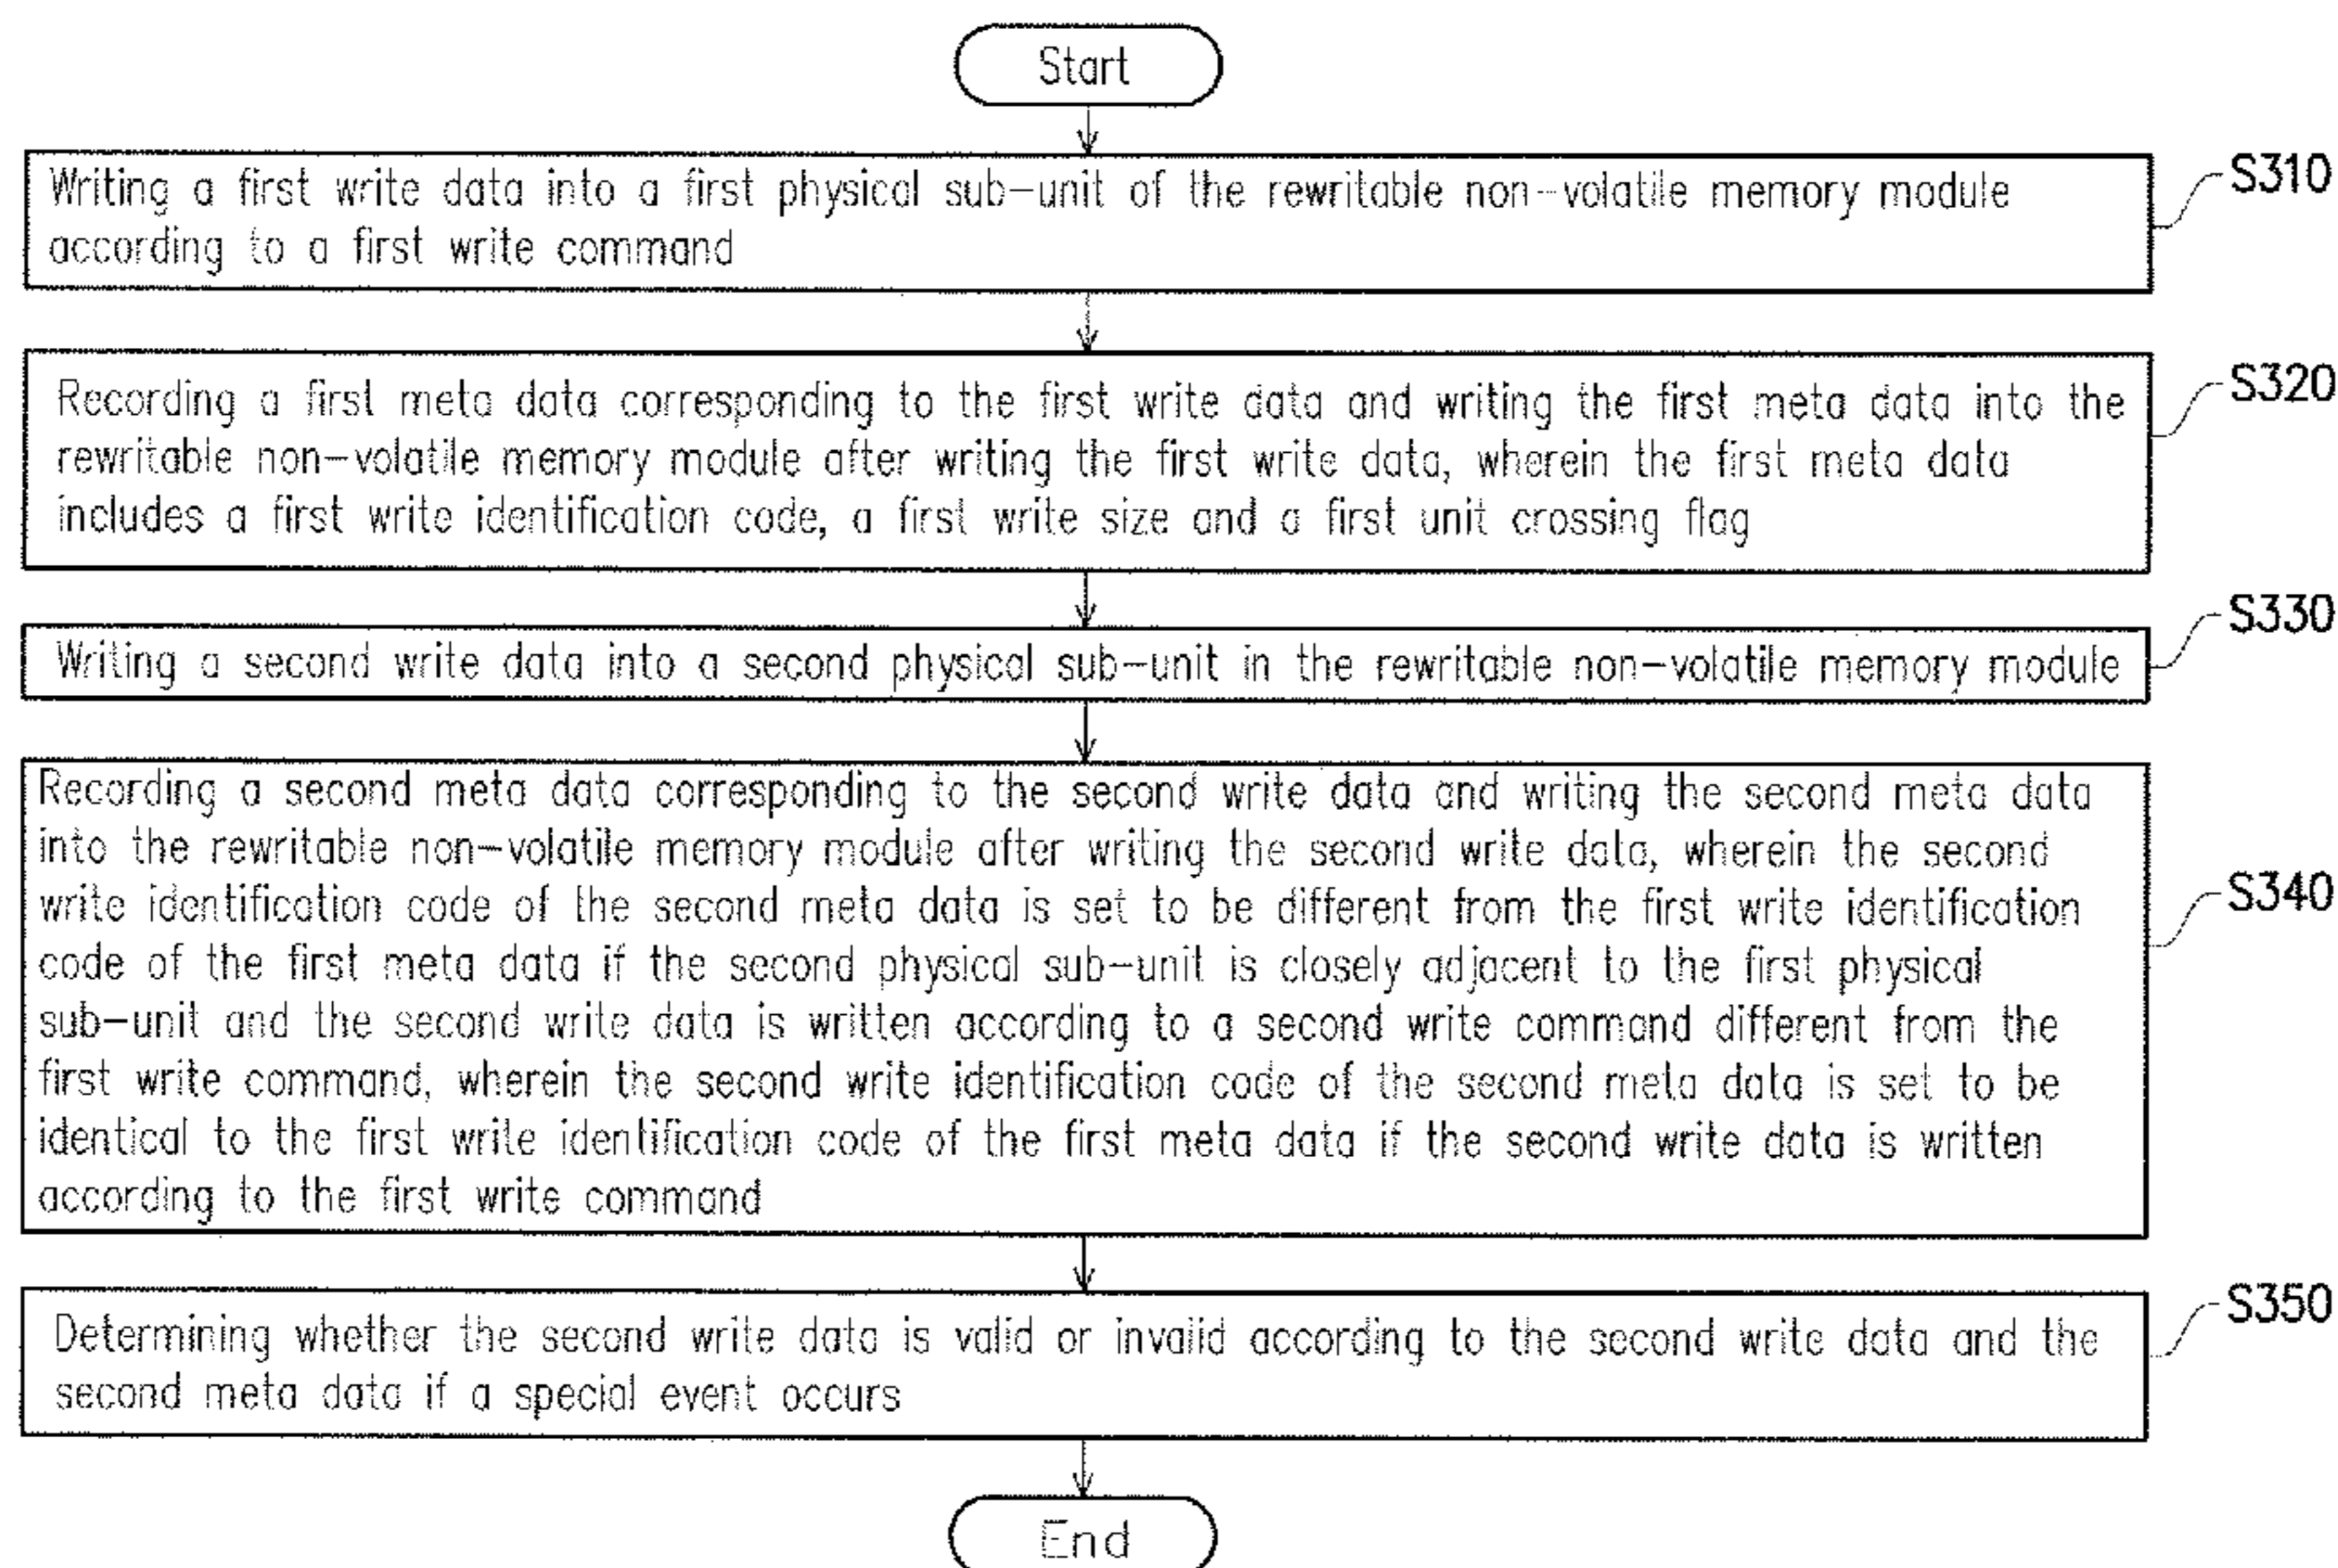 Start
Writing a first write data into a first physical sub-unit of the rewritable non-volatile memory module
according to a first write command
S310
Recording a first meta data corresponding to the first write data and writing the first meta data into the
rewritable non-volatile memory module after writing the first write data, wherein the first meta data
includes a first write identification code, a first write size and a first unit crossing flag
S320
Writing a second write data into a second physical sub-unit in the rewritable non-volatile memory module
S330
Recording a second meta data corresponding to the second write data and writing the second meta data
into the rewritable non-volatile memory module after writing the second write data, wherein the second
write identification code of the second meta data is set to be different from the first write identification
code of the first meta data if the second physical sub-unit is closely adjacent to the first physical
sub-unit and the second write data is written according to a second write command different from the
first write command, wherein the second write identification code of the second meta data is set to be
identical to the first write identification code of the first meta data if the second write data is written
according to the first write command
S340
Determining whether the second write data is valid or invalid according to the second write data and the
second meta data if a special event occurs
S350
End